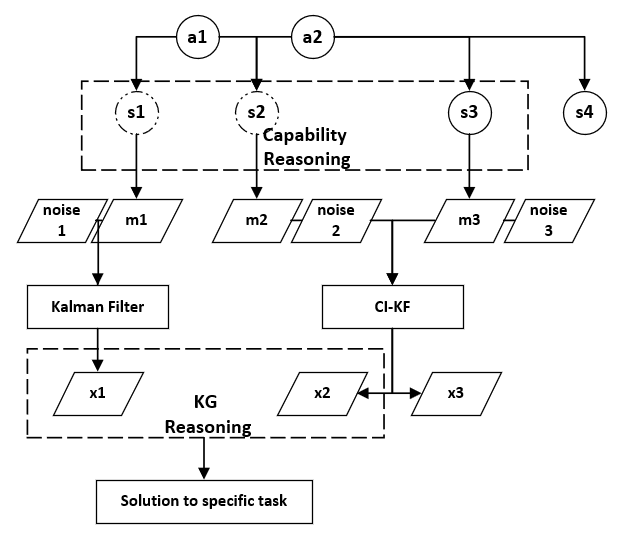 a1
a2
s1
s2
s3
s4
Capability
Reasoning
noise
1
m1
m2
noise
2
m3
noise
3
Kalman Filter
CI-KF
x1
x2
x3
KG
Reasoning
Solution to specific task